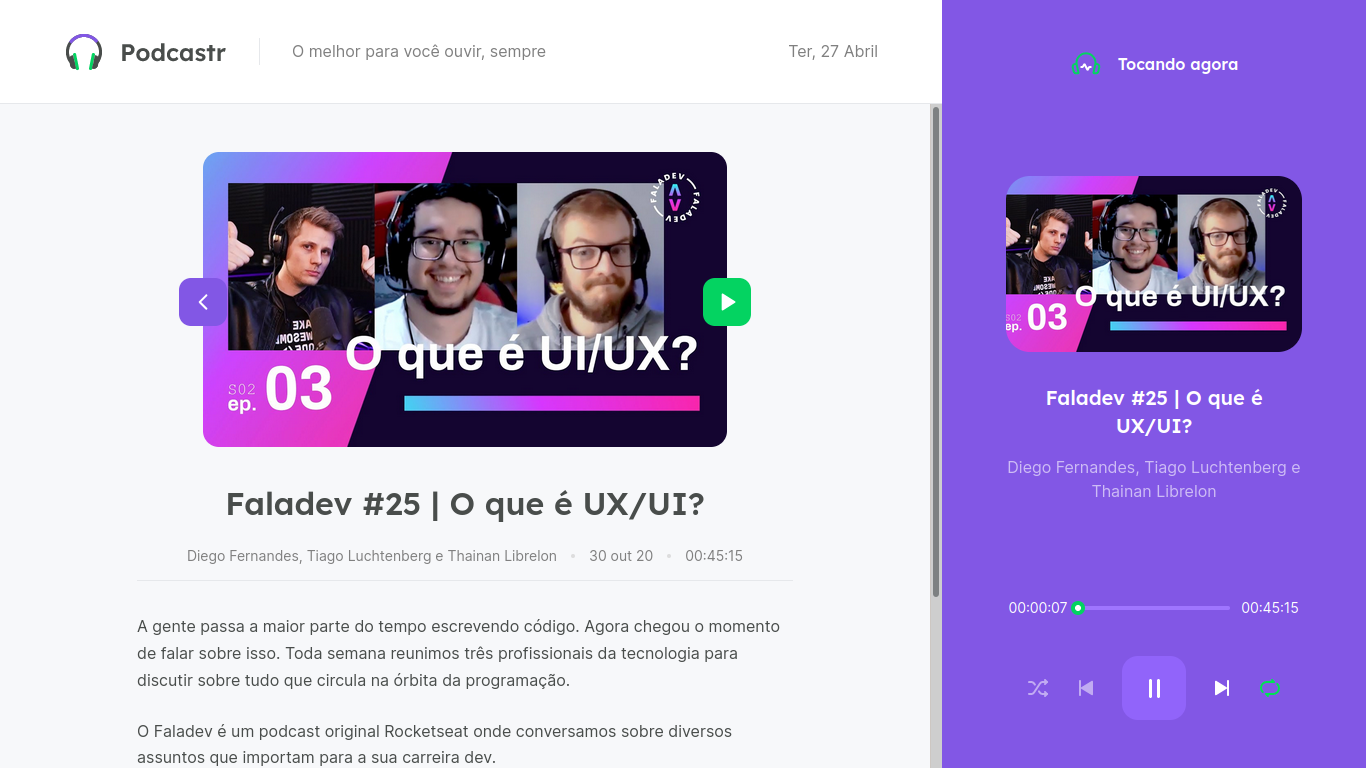 Podcastr
O melhor para você ouvir, sempre
Ter, 27 Abril
FALADEV FALADEV
O que é UI/UX?
S02
ep. 03
Faladev #25 | O que é UX/UI?
Diego Fernandes, Tiago Luchtenberg e Thainan Librelon • 30 out 20 • 00:45:15
A gente passa a maior parte do tempo escrevendo código. Agora chegou o momento
de falar sobre isso. Toda semana reunimos três profissionais da tecnologia para
discutir sobre tudo que circula na órbita da programação.
O Faladev é um podcast original Rocketseat onde conversamos sobre diversos
assuntos que importam para a sua carreira dev.
Tocando agora
FALADEV FALADEV
O que é UI/UX?
S02
ep. 03
Faladev #25 | O que é
UX/UI?
Diego Fernandes, Tiago Luchtenberg e
Thainan Librelon
00:00:07
00:45:15